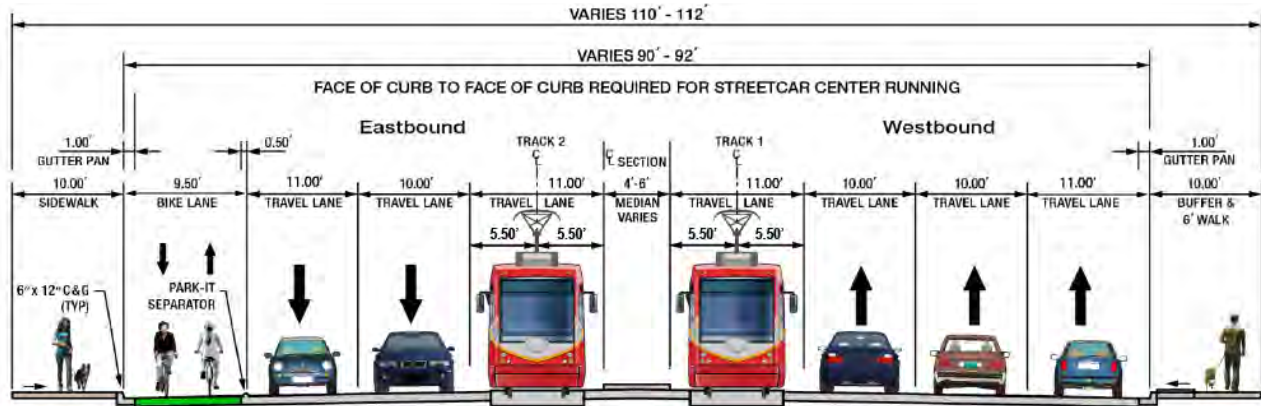 VARIES 110' - 112'
VARIES 90' - 92'
FACE OF CURB TO FACE OF CURB REQUIRED FOR STREETCAR CENTER RUNNING
Eastbound
Westbound
1.00'
GUTTER PAN
0.50'
TRACK 2
℄
℄ SECTION
TRACK 1
℄
1.00'
GUTTER PAN
10.00'
SIDEWALK
9.50'
BIKE LANE
11.00'
TRAVEL LANE
10.00'
TRAVEL LANE
11.00'
TRAVEL LANE
4'-6'
MEDIAN
VARIES
11.00'
TRAVEL LANE
10.00'
TRAVEL LANE
10.00'
TRAVEL LANE
11.00'
TRAVEL LANE
10.00'
BUFFER &
6' WALK
5.50'
5.50'
5.50'
5.50'
6" x 12" C&G
(TYP)
PARK-IT
SEPARATOR